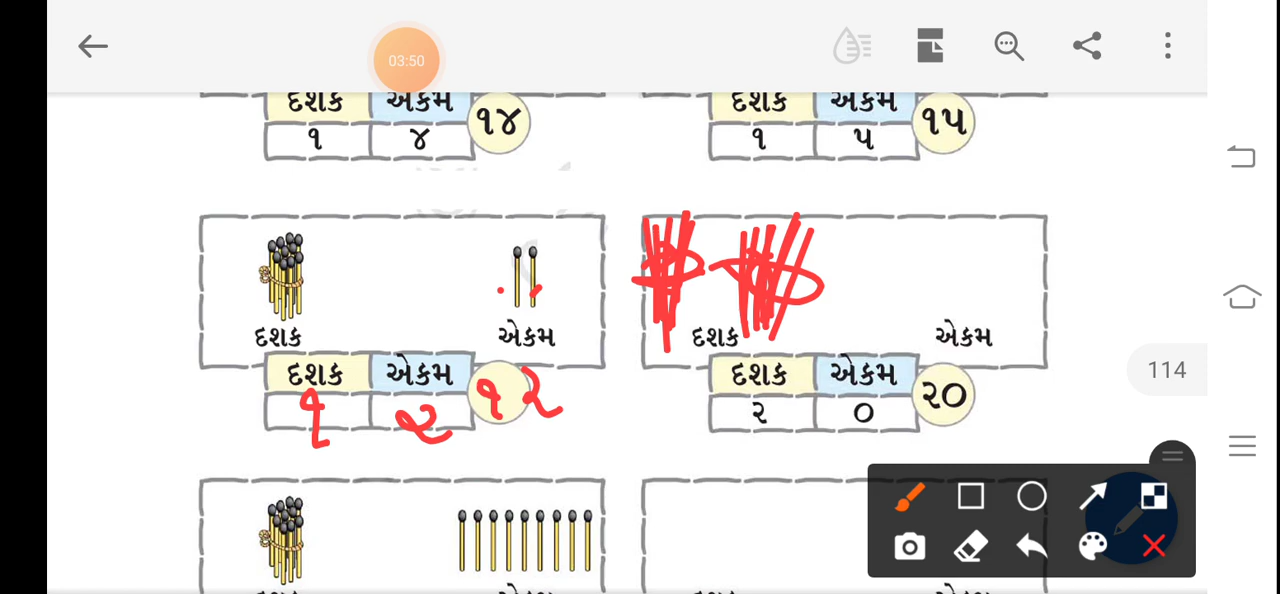 03:50
દશક એકમ ૧૪ દશક એકમ ૧૫
૧ ૪ ૧ ૫
દશક એકમ દશક એકમ
દશક એકમ ૧૨ દશક એકમ ૨૦
૧ ૨ ૨ ૦
114